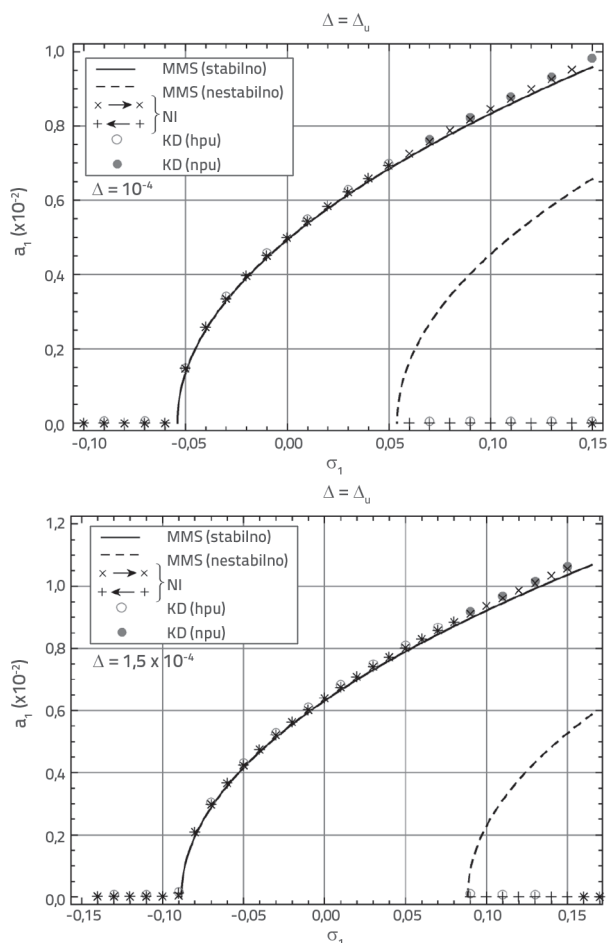 Δ = Δu
MMS (stabilno)
MMS (nestabilno)
NI
KD (hpu)
KD (npu)
Δ = 10-4
a1 (x10-2)
1,0
0,8
0,6
0,4
0,2
0,0
-0,10 -0,05 0,00 0,05 0,10 0,15
σ1
Δ = Δu
MMS (stabilno)
MMS (nestabilno)
NI
KD (hpu)
KD (npu)
Δ = 1,5 x 10-4
a1 (x10-2)
1,2
1,0
0,8
0,6
0,4
0,2
0,0
-0,15 -0,10 -0,05 0,00 0,05 0,10 0,15
σ1